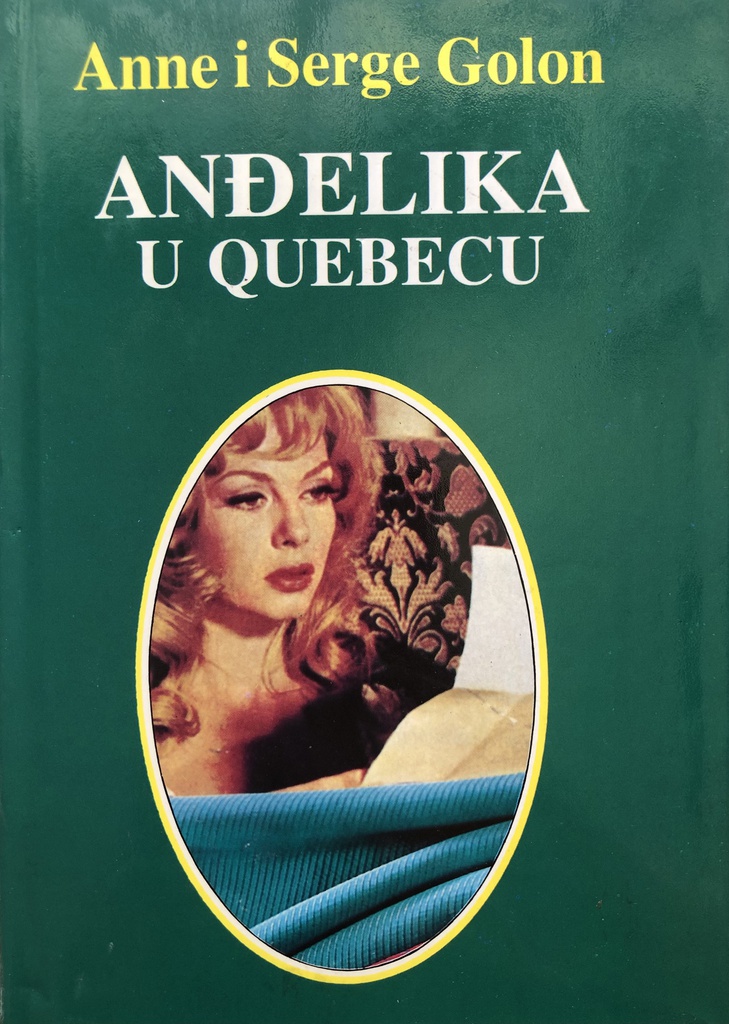 Anne i Serge Golon
ANĐELIKA
U QUEBECU